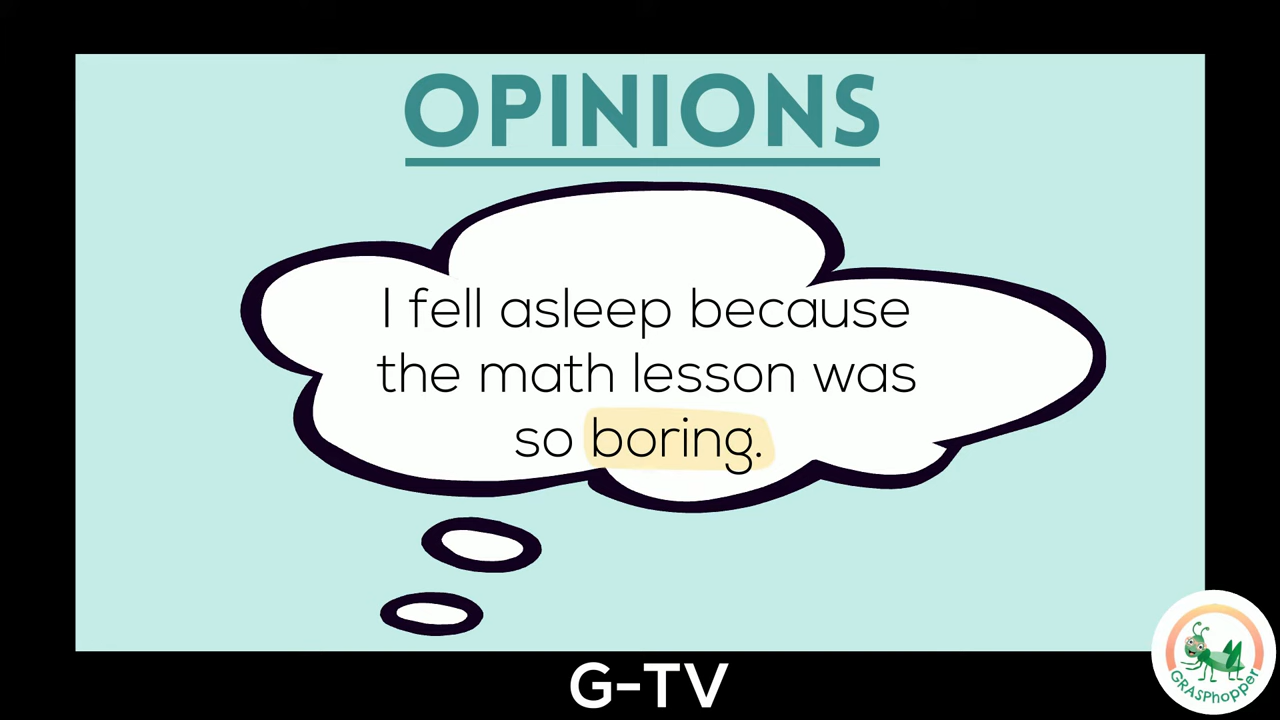 OPINIONS
I fell asleep because
the math lesson was
so boring.
G-TV
GRASPhopper